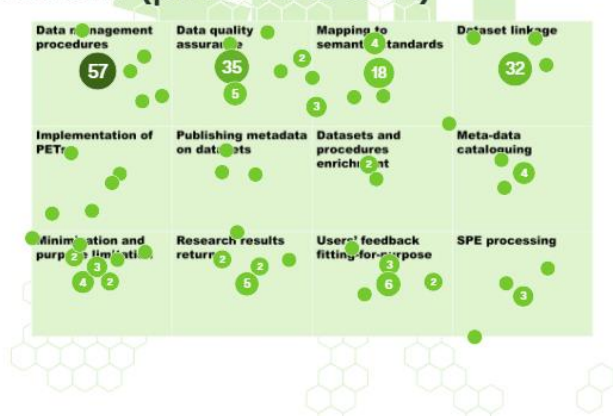 Data management
procedures
57
Data quality
assurance
2
35
5
3
Mapping to
4
semantic standards
18
Dataset linkage
32
Implementation of
PETs
Publishing metadata
on datasets
Datasets and
procedures
enrichment
2
Meta-data
cataloguing
4
Minimisation and
purpose limitation
2
3
4
2
Research results
return
2
2
5
Users' feedback
fitting-for-purpose
3
6
2
SPE processing
3